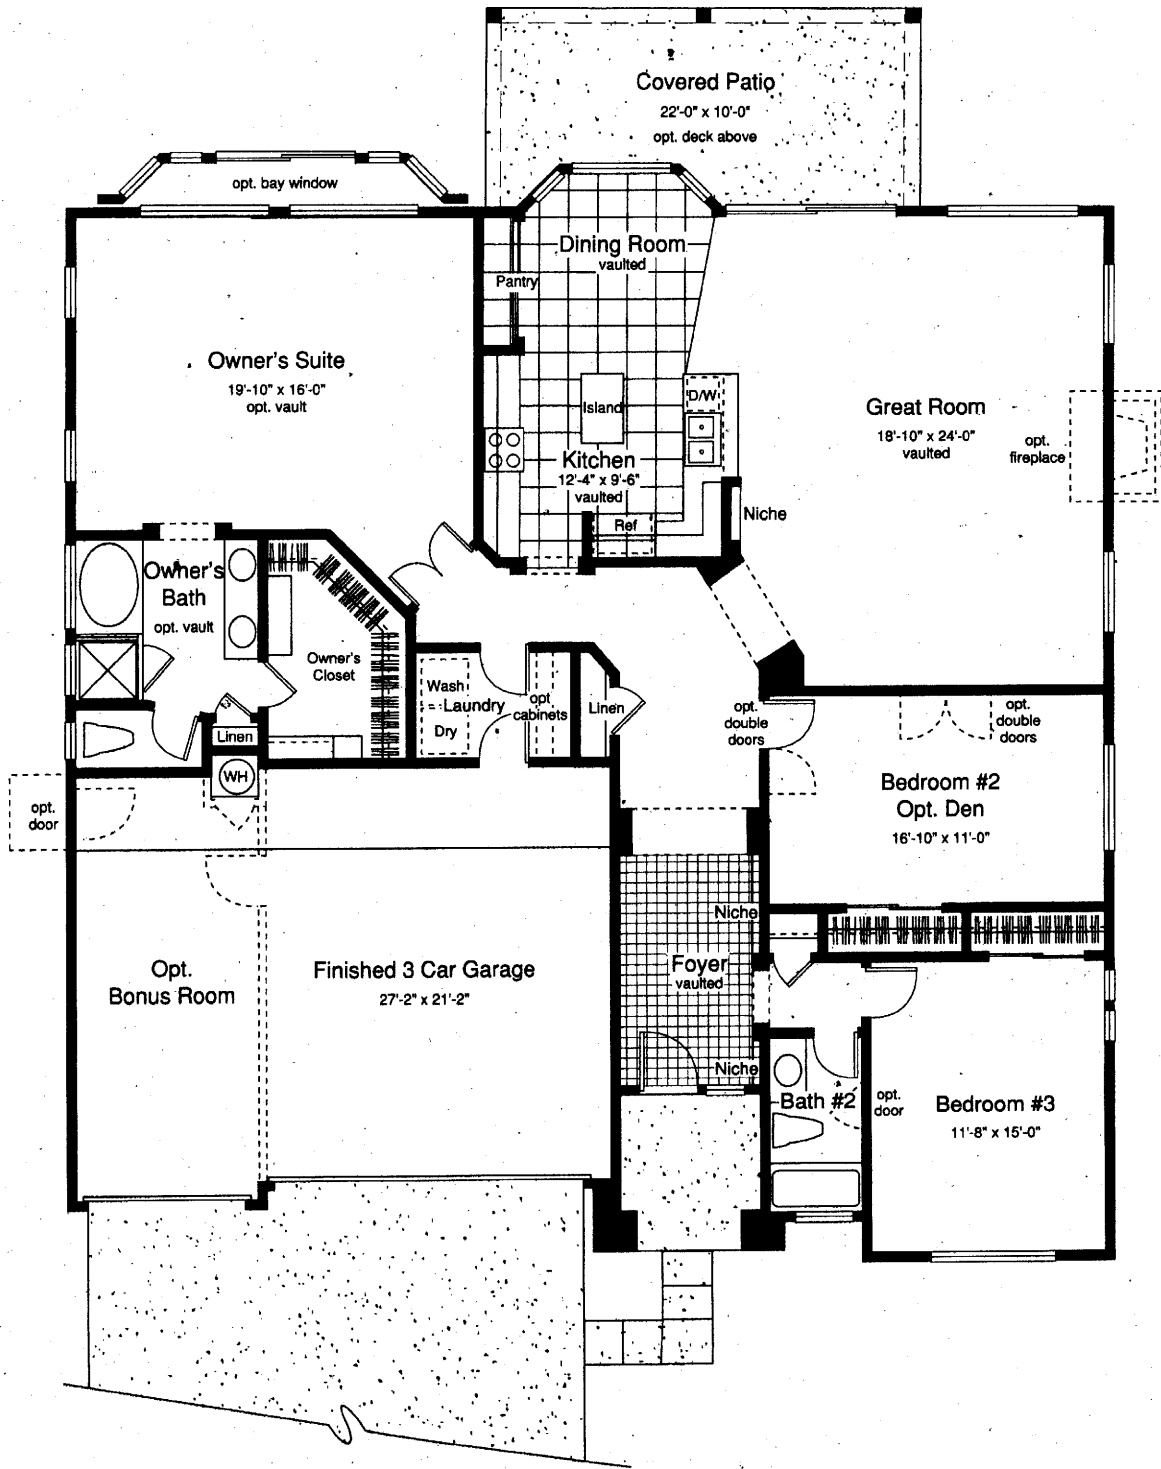 Covered Patio
22'-0" x 10'-0"
opt. deck above
opt. bay window
Dining Room
vaulted
Pantry
Owner's Suite
19'-10" x 16'-0"
opt. vault
Island
D/W
Kitchen
12'-4" x 9'-6"
vaulted
Ref
Niche
Great Room
18'-10" x 24'-0"
vaulted
opt.
fireplace
Owner's
Bath
opt. vault
Owner's
Closet
Linen
WH
Wash
Laundry
Dry
opt
cabinets
Linen
opt.
double
doors
opt.
double
doors
Bedroom #2
Opt. Den
16'-10" x 11'-0"
opt.
door
Niche
Foyer
vaulted
Niche
Opt.
Bonus Room
Finished 3 Car Garage
27'-2" x 21'-2"
Bath #2
opt.
door
Bedroom #3
11'-8" x 15'-0"